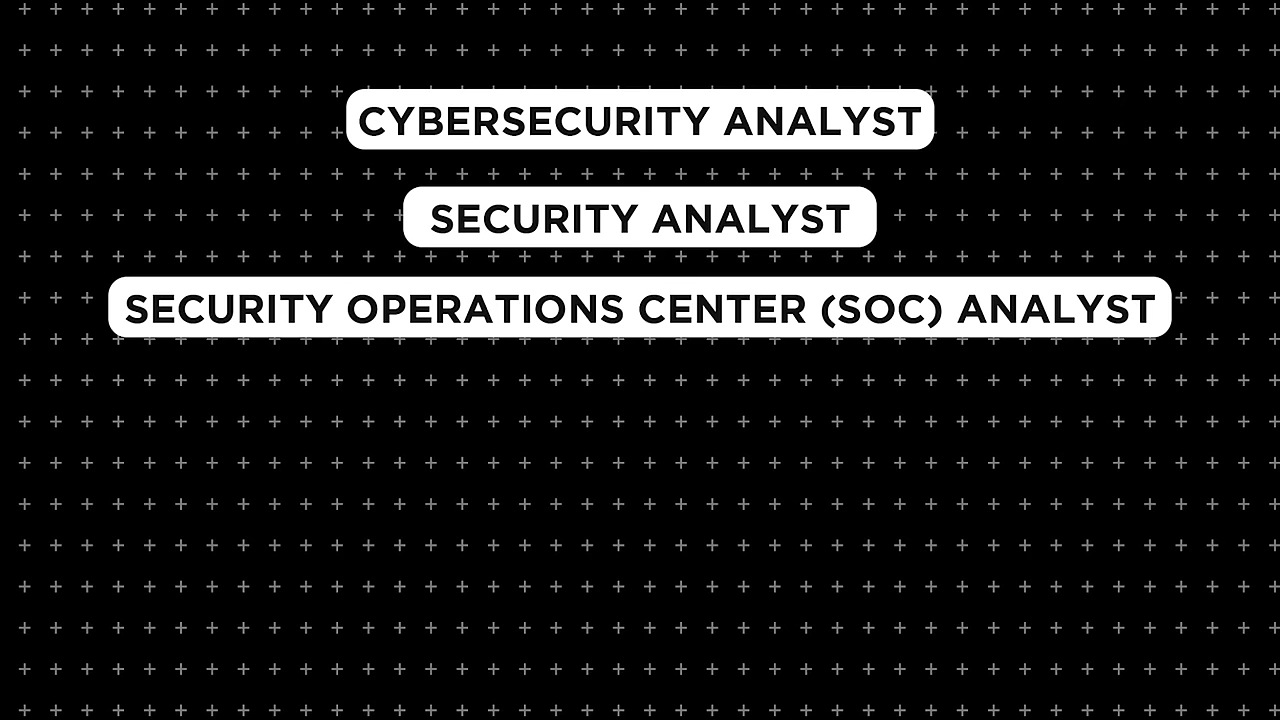 CYBERSECURITY ANALYST
SECURITY ANALYST
SECURITY OPERATIONS CENTER (SOC) ANALYST